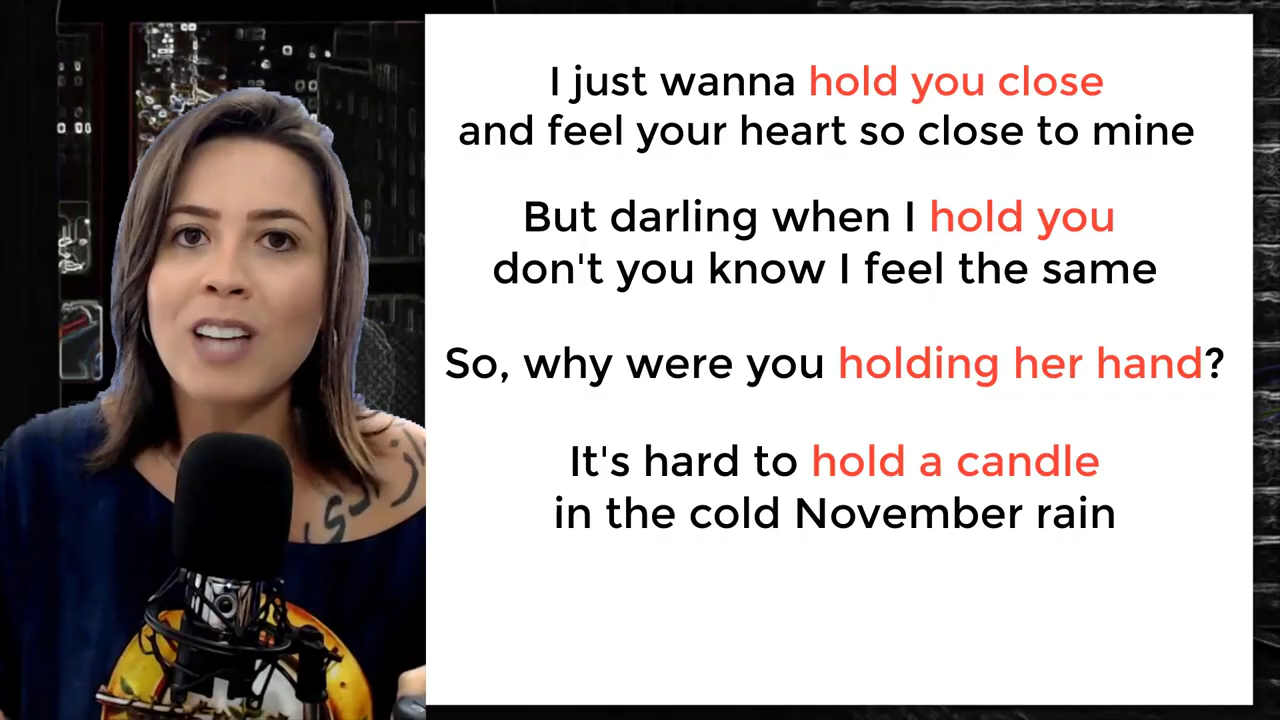 I just wanna hold you close
and feel your heart so close to mine
But darling when I hold you
don't you know I feel the same
So, why were you holding her hand?
It's hard to hold a candle
in the cold November rain
آزادی